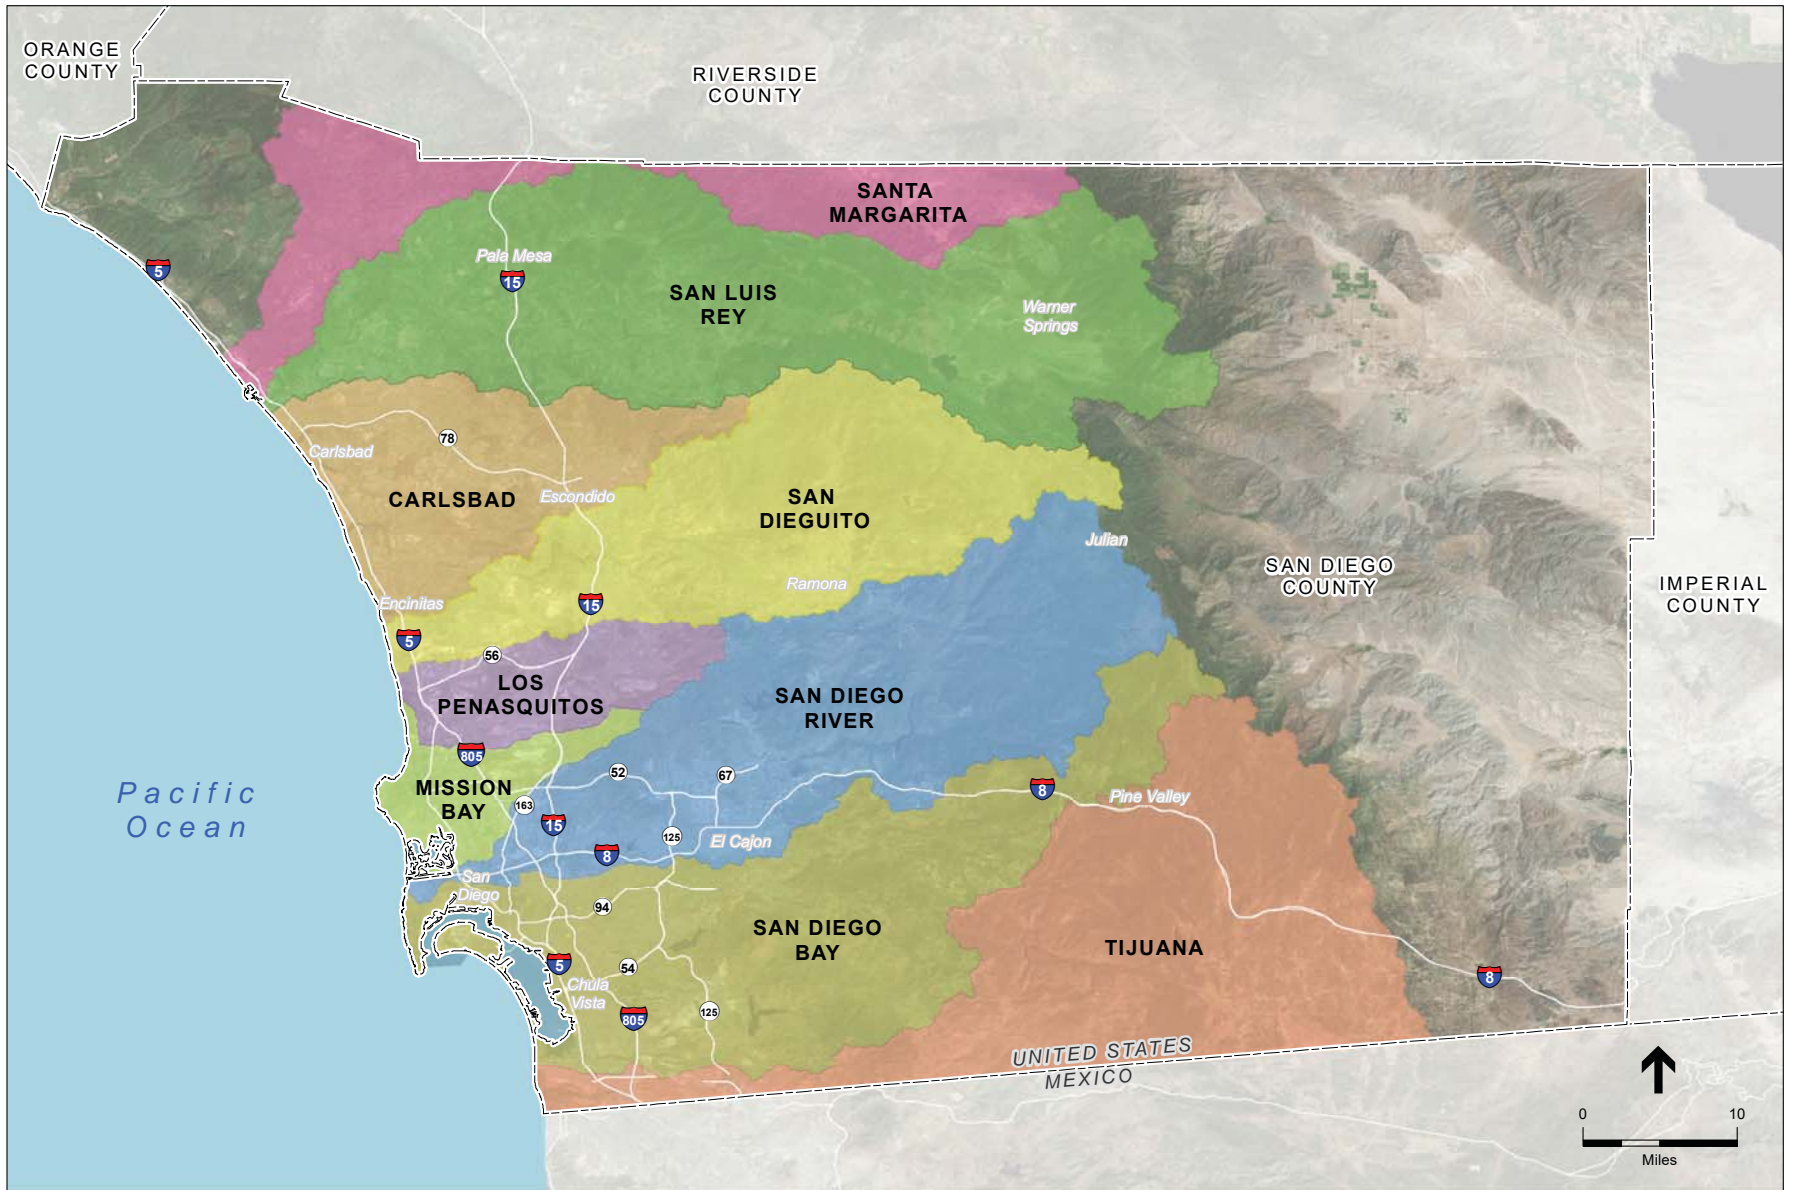 ORANGE
COUNTY
RIVERSIDE
COUNTY
SANTA
MARGARITA
Pala Mesa
5
15
SAN LUIS
REY
Warner
Springs
78
Carlsbad
CARLSBAD
Escondido
SAN
DIEGUITO
Julian
SAN DIEGO
COUNTY
IMPERIAL
COUNTY
Ramona
Encinitas
15
5
56
LOS
PENASQUITOS
SAN DIEGO
RIVER
805
52
67
MISSION
BAY
8
Pine Valley
163
15
Pacific
Ocean
125
El Cajon
8
San
Diego
94
SAN DIEGO
BAY
TIJUANA
5
54
8
Chula
Vista
805
125
UNITED STATES
MEXICO
0 10
Miles